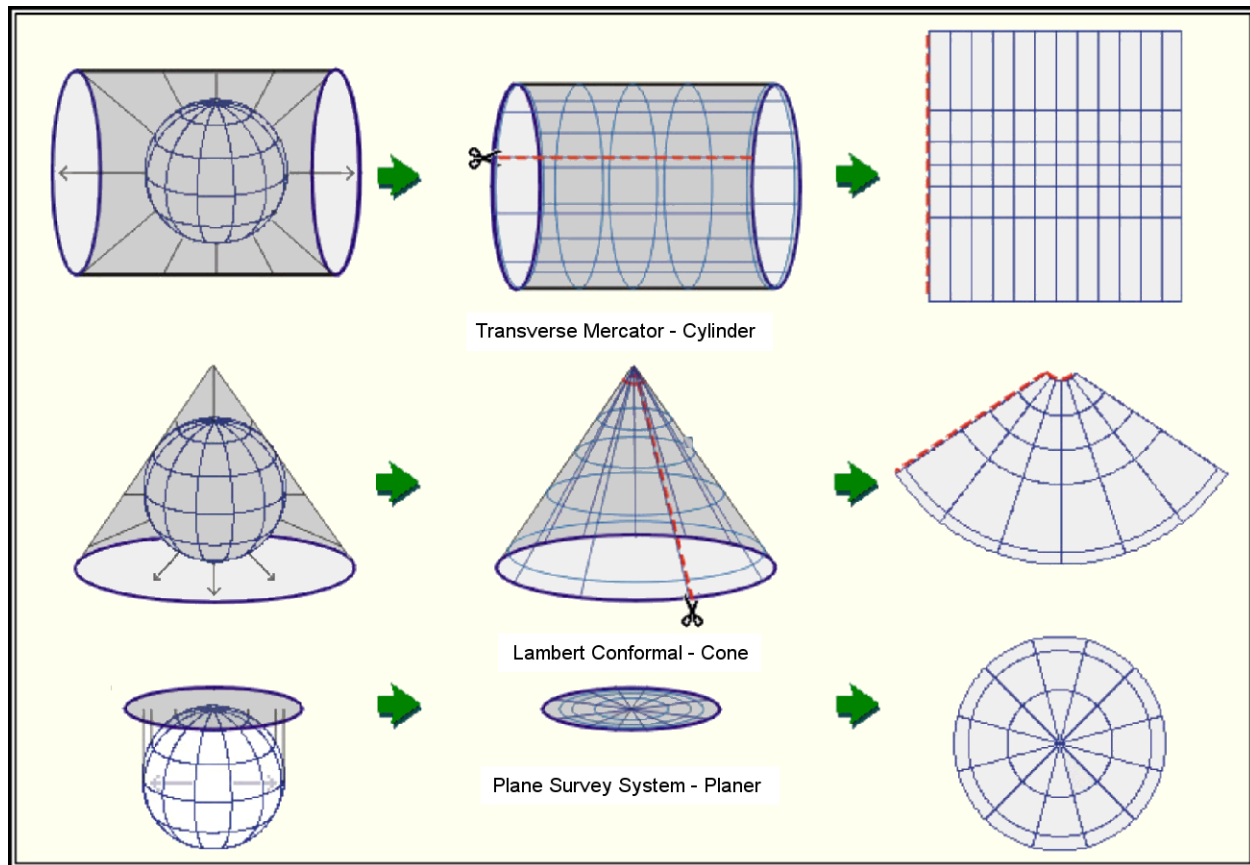 Transverse Mercator - Cylinder
Lambert Conformal - Cone
Plane Survey System - Planer